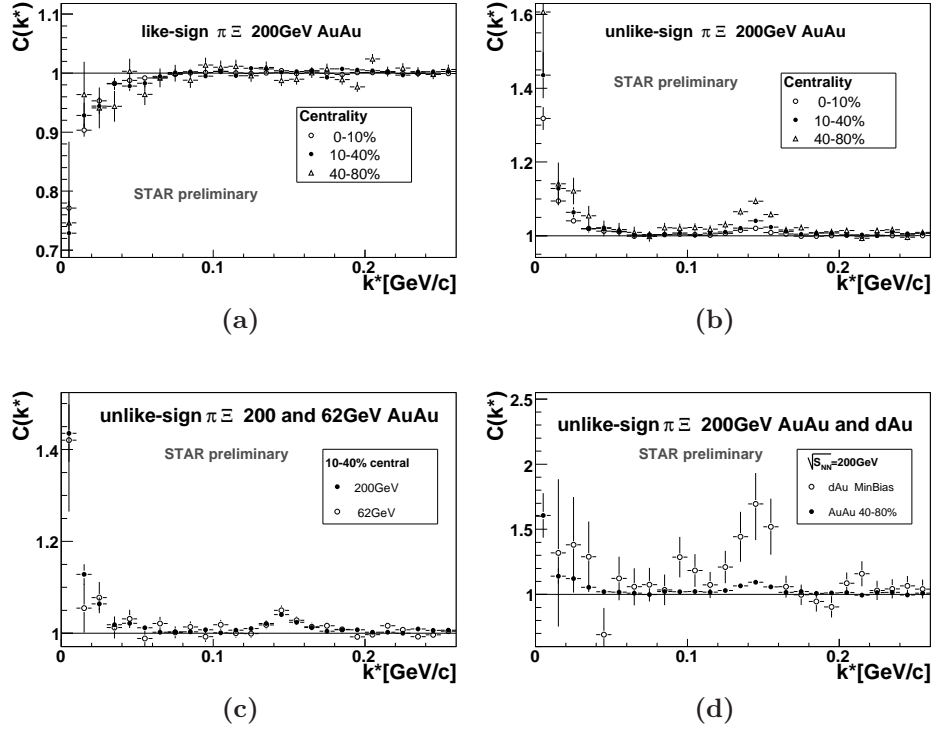 C(k*)
like-sign π Ξ 200GeV AuAu
STAR preliminary
Centrality
0-10%
10-40%
40-80%
1.1
1
0.9
0.8
0.7
0
0.1
0.2
k*[GeV/c]
(a)
C(k*)
unlike-sign π Ξ 200GeV AuAu
STAR preliminary
Centrality
0-10%
10-40%
40-80%
1.6
1.4
1.2
1
0
0.1
0.2
k*[GeV/c]
(b)
C(k*)
unlike-sign π Ξ 200 and 62GeV AuAu
STAR preliminary
10-40% central
200GeV
62GeV
1.4
1.2
1
0
0.1
0.2
k*[GeV/c]
(c)
C(k*)
unlike-sign π Ξ 200GeV AuAu and dAu
STAR preliminary
√S_NN=200GeV
dAu MinBias
AuAu 40-80%
2.5
2
1.5
1
0
0.1
0.2
k*[GeV/c]
(d)